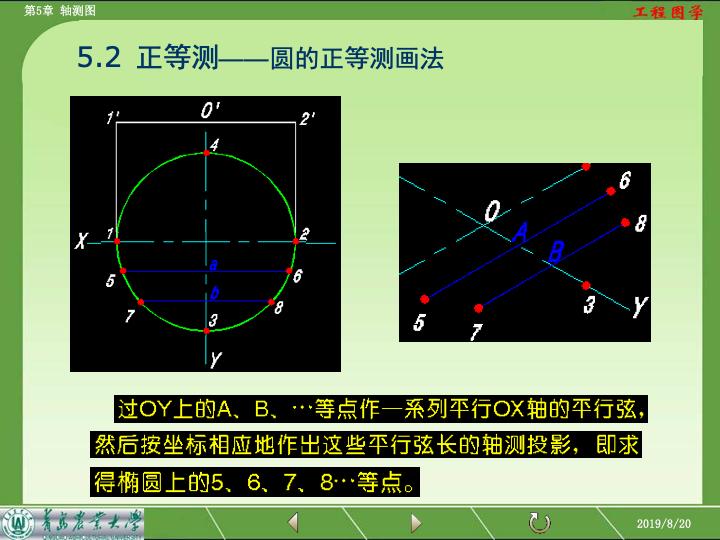 第5章 轴测图
工程图学
5.2 正等测——圆的正等测画法
1' O' 2'
4
X 1 2
5 a 6
7 b 8
3
Y
6
O A 8
B
3 Y
5 7
过OY上的A、B、…等点作一系列平行OX轴的平行弦，
然后按坐标相应地作出这些平行弦长的轴测投影，即求
得椭圆上的5、6、7、8…等点。
青岛农业大学
2019/8/20